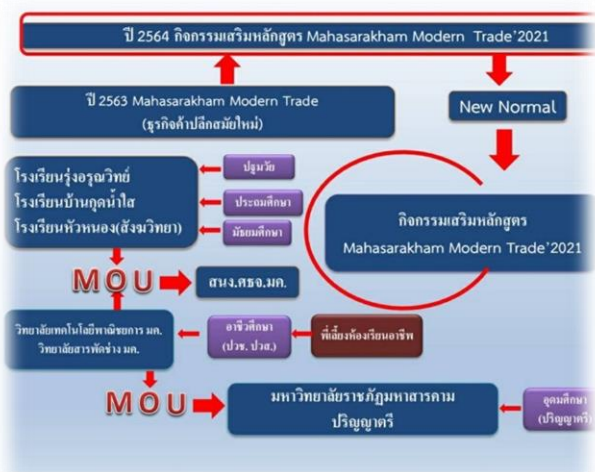 ปี 2564 กิจกรรมเสริมหลักสูตร Mahasarakham Modern Trade'2021
ปี 2563 Mahasarakham Modern Trade
(ธุรกิจค้าปลีกสมัยใหม่)
New Normal
โรงเรียนรุ่งอรุณวิทย์
โรงเรียนบ้านกุดน้ำใส
โรงเรียนหัวหนอง(สังฆวิทยา)
ปฐมวัย
ประถมศึกษา
มัธยมศึกษา
กิจกรรมเสริมหลักสูตร
Mahasarakham Modern Trade'2021
MOU
สนง.ศธจ.มค.
วิทยาลัยเทคโนโลยีพาณิชยการ มค.
วิทยาลัยสารพัดช่าง มค.
อาชีวศึกษา
(ปวช. ปวส.)
พี่เลี้ยงห้องเรียนอาชีพ
MOU
มหาวิทยาลัยราชภัฏมหาสารคาม
ปริญญาตรี
อุดมศึกษา
(ปริญญาตรี)